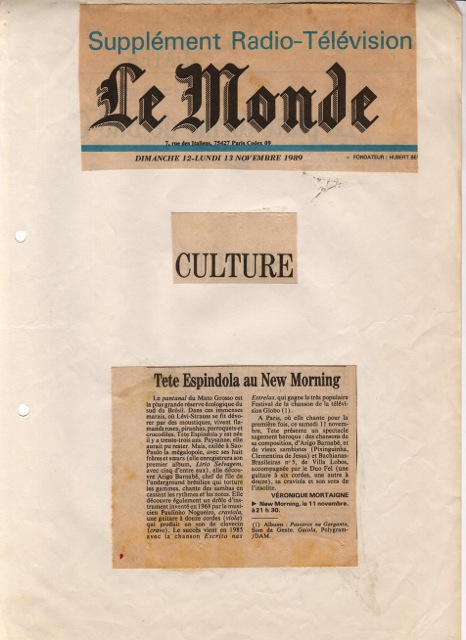 Supplément Radio-Télévision
Le Monde
7, rue des Italiens, 75427 Paris Cedex 09
DIMANCHE 12-LUNDI 13 NOVEMBRE 1989
– FONDATEUR : HUBERT BE
CULTURE
Tete Espindola au New Morning
Le pantanal du Mato Grosso est
la plus grande réserve écologique du
sud du Brésil. Dans ces immenses
marais, où Lévi-Strauss se fit dévo-
rer par des moustiques, vivent fla-
mands roses, piranhas, perroquets et
crocodiles. Tete Espindola y est née
il y a trente-trois ans. Paysanne, elle
aurait pu rester. Mais, exilée à Sao-
Paulo la mégalopole, avec ses huit
frères et sœurs (elle enregistrera son
premier album, Lirio Selvagem,
avec cinq d'entre eux), elle décou-
vre Arigo Barnabé, chef de file de
l'underground brésilien qui torture
les gammes, chante des sambas en
cassant les rythmes et les notes. Elle
découvre également un drôle d'ins-
trument inventé en 1968 par le musi-
cien Paulinho Nogueiro, craviola,
une guitare à douze cordes (viola)
qui produit un son de clavecin
(cravo). Le succès vient en 1985
avec la chanson Escrito nas
Estrelas, qui gagne le très populaire
Festival de la chanson de la télévi-
sion Globo (1).
A Paris, où elle chante pour la
première fois, ce samedi 11 novem-
bre, Tete présente un spectacle
sagement baroque : des chansons de
sa composition, d'Arigo Barnabé, et
de vieux sambistes (Pixinguinha,
Clementina de Jesus) et Bachianas-
Brasileiras nº 5, de Villa Lobos,
accompagnée par le Duo Fel (une
guitare à six cordes, une autre à
douze), sa craviola et son sens de
l'insolite.
VÉRONIQUE MORTAIGNE
▶ New Morning, le 11 novembre,
à 21 h 30.
(1) Albums : Passaros na Garganta,
Som da Gente. Gaiola, Polygram-
/DAM.